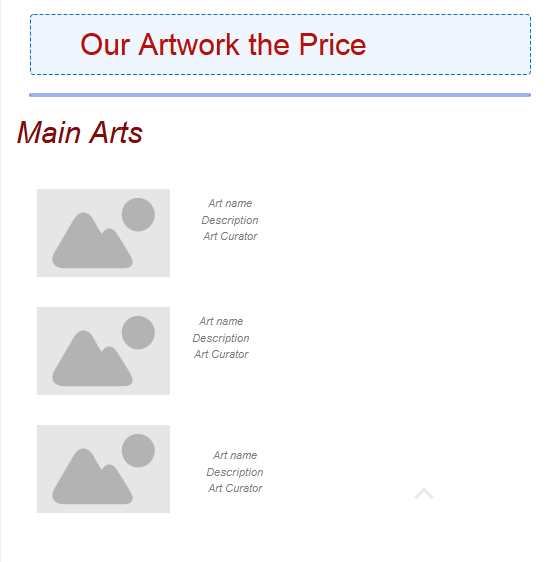 Our Artwork the Price
Main Arts
Art name
Description
Art Curator
Art name
Description
Art Curator
Art name
Description
Art Curator